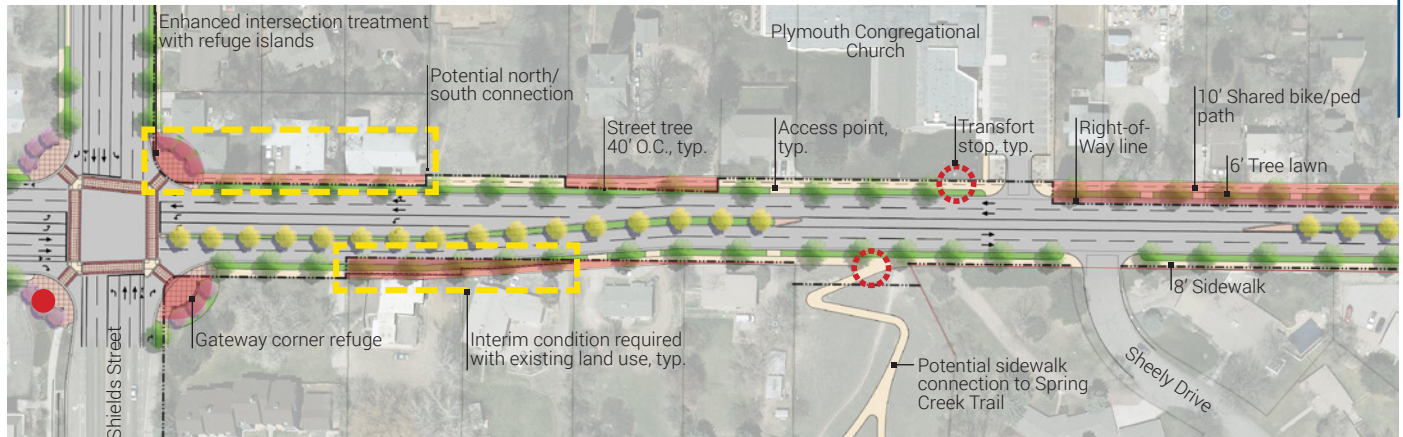 Enhanced intersection treatment
with refuge islands
Potential north/
south connection
Plymouth Congregational
Church
Street tree
40' O.C., typ.
Access point,
typ.
Transfort
stop, typ.
Right-of-
Way line
10' Shared bike/ped
path
6' Tree lawn
Gateway corner refuge
Interim condition required
with existing land use, typ.
8' Sidewalk
Potential sidewalk
connection to Spring
Creek Trail
Sheely Drive
Shields Street